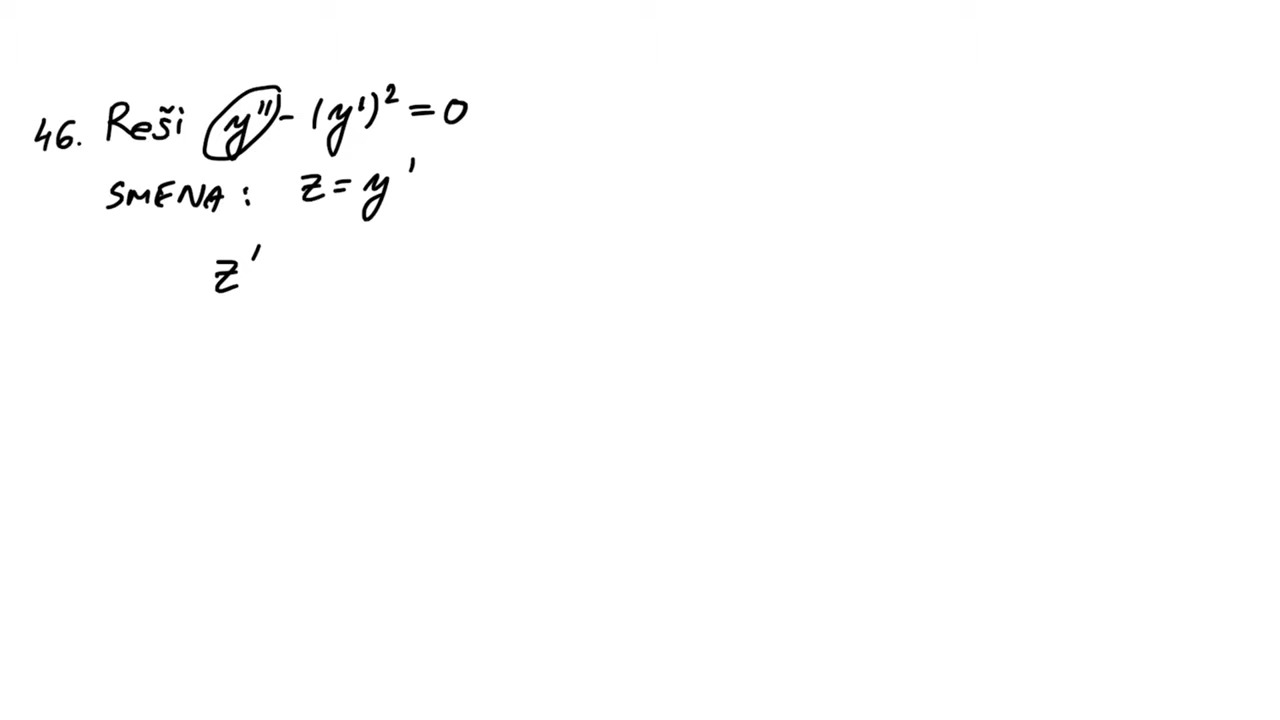 46. Reši y'' - (y')² = 0
SMENA: z = y'
z'